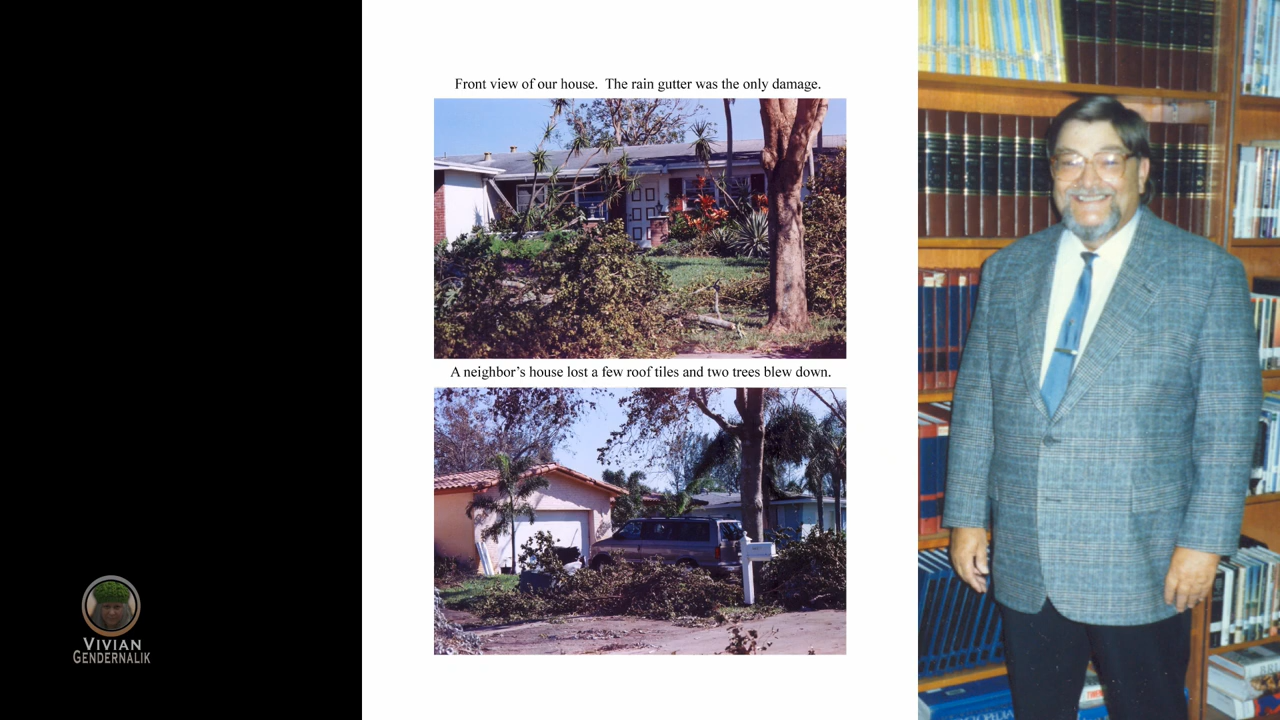 Front view of our house.  The rain gutter was the only damage.
A neighbor’s house lost a few roof tiles and two trees blew down.
VIVIAN
GENDERNALIK